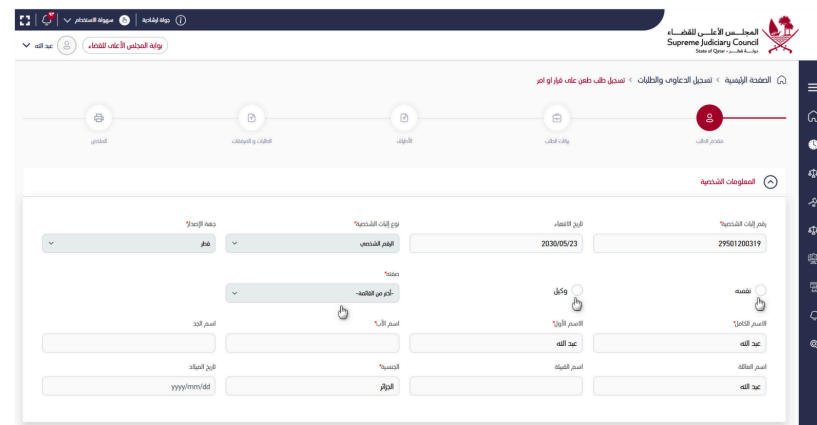 المجلس الأعلى للقضاء
Supreme Judiciary Council
State of Qatar - دولة قطر
جولة ارشادية
سهولة الاستخدام
بوابة المجلس الأعلى للقضاء
عبد الله
الصفحة الرئيسية > تسجيل الدعاوى والطلبات > تسجيل طلب طعن على قرار او امر
مقدم الطلب
بيانات الطلب
الأطراف
الطلبات و المرفقات
الملخص
المعلومات الشخصية
رقم إثبات الشخصية*
تاريخ الانتهاء
نوع إثبات الشخصية*
جهة الإصدار*
29501200319
2030/05/23
الرقم الشخصي
قطر
صفته*
نفسه
وكيل
-أختر من القائمة-
الاسم الكامل*
الاسم الأول*
اسم الأب*
اسم الجد
عبد الله
عبد الله
اسم العائلة
اسم القبيلة
الجنسية*
تاريخ الميلاد
عبد الله
الجزائر
yyyy/mm/dd